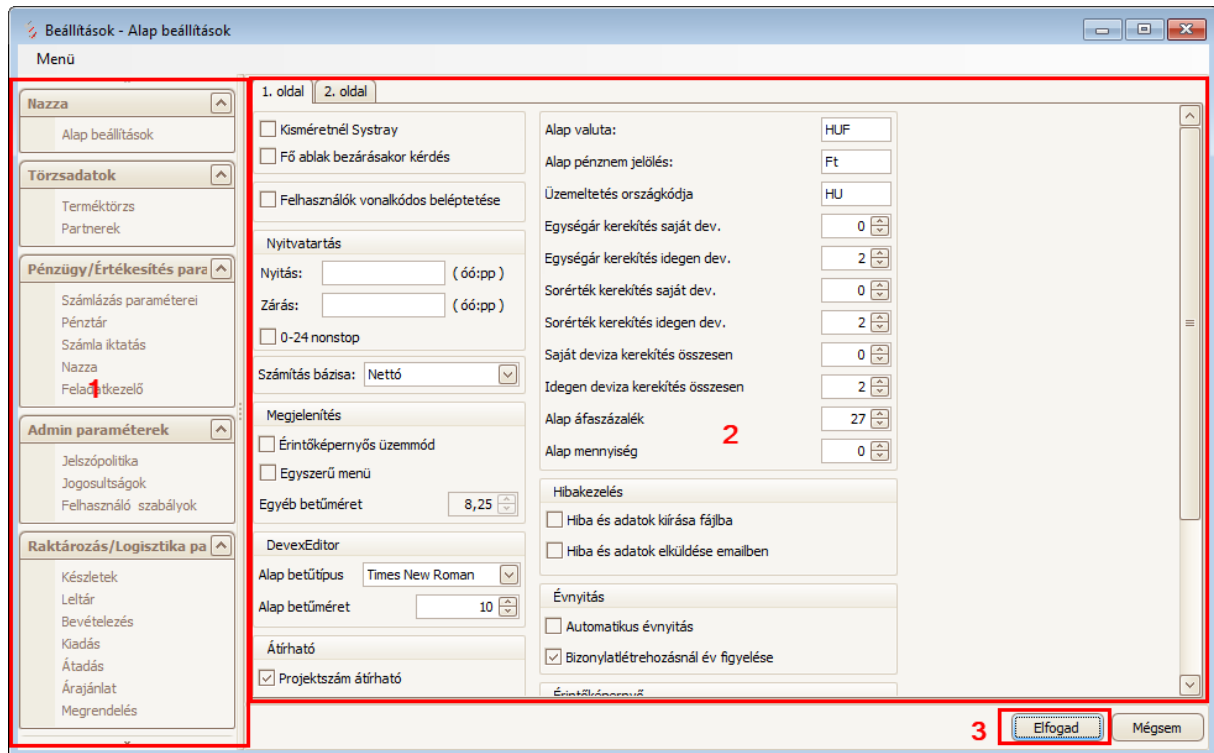 Beállítások - Alap beállítások
Menü
Nazza
Alap beállítások
Törzsadatok
Terméktörzs
Partnerek
Pénzügy/Értékesítés para
Számlázás paraméterei
Pénztár
Számla iktatás
Nazza
Feladatkezelő
1
Admin paraméterek
Jelszópolitika
Jogosultságok
Felhasználó szabályok
Raktározás/Logisztika pa
Készletek
Leltár
Bevételezés
Kiadás
Átadás
Árajánlat
Megrendelés
1. oldal 2. oldal
Kisméretnél Systray
Fő ablak bezárásakor kérdés
Felhasználók vonalkódos beléptetése
Nyitvatartás
Nyitás: ( óó:pp )
Zárás: ( óó:pp )
0-24 nonstop
Számítás bázisa: Nettó
Megjelenítés
Érintőképernyős üzemmód
Egyszerű menü
Egyéb betűméret 8,25
DevexEditor
Alap betűtípus Times New Roman
Alap betűméret 10
Átírható
Projektszám átírható
Alap valuta: HUF
Alap pénznem jelölés: Ft
Üzemeltetés országkódja HU
Egységár kerekítés saját dev. 0
Egységár kerekítés idegen dev. 2
Sorérték kerekítés saját dev. 0
Sorérték kerekítés idegen dev. 2
Saját deviza kerekítés összesen 0
Idegen deviza kerekítés összesen 2
Alap áfaszázalék 27
2
Alap mennyiség 0
Hibakezelés
Hiba és adatok kiírása fájlba
Hiba és adatok elküldése emailben
Évnyitás
Automatikus évnyitás
Bizonylatlétrehozásnál év figyelése
Érintőképernyő
3 Elfogad Mégsem